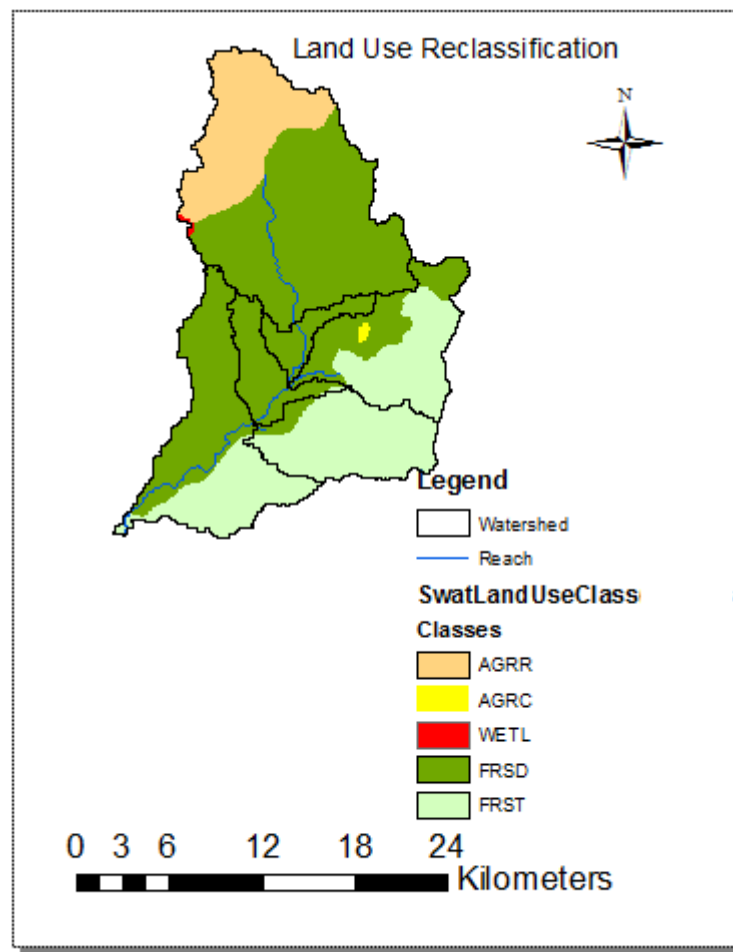 Land Use Reclassification
N
Legend
Watershed
Reach
SwatLandUseClass
Classes
AGRR
AGRC
WETL
FRSD
FRST
0 3 6 12 18 24
Kilometers